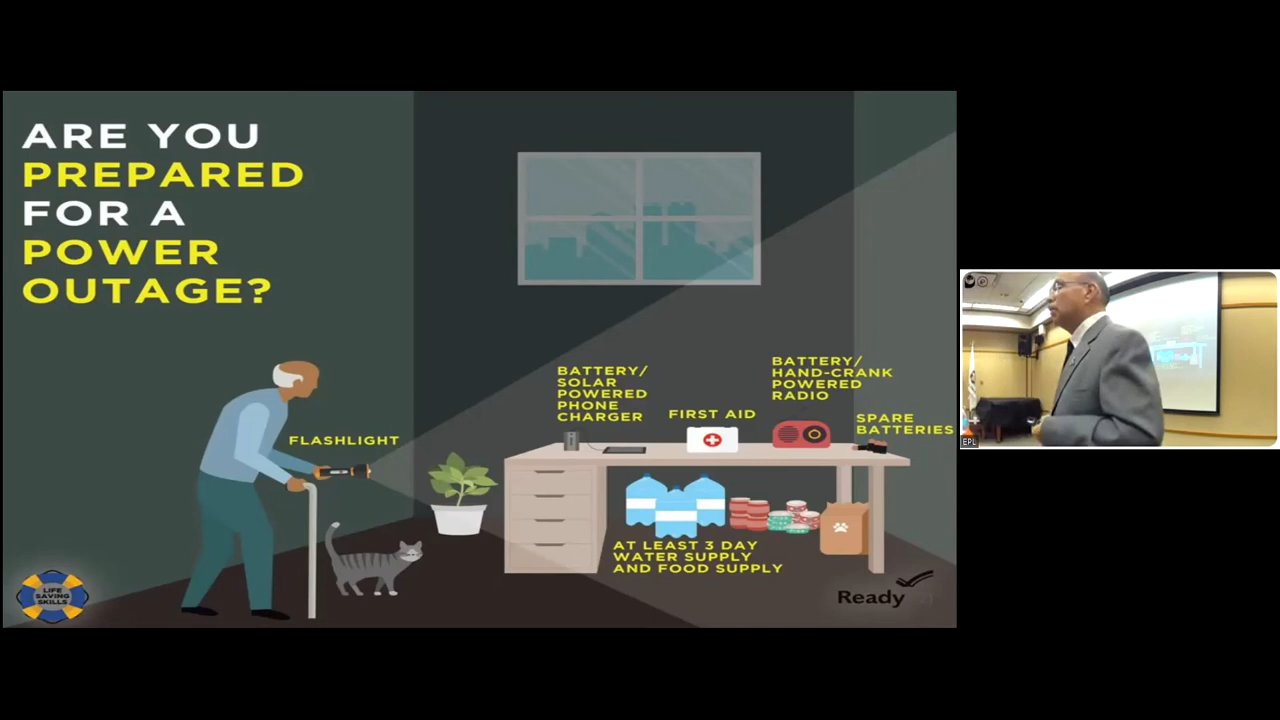 ARE YOU
PREPARED
FOR A
POWER
OUTAGE?
FLASHLIGHT
BATTERY/
SOLAR
POWERED
PHONE
CHARGER
FIRST AID
BATTERY/
HAND-CRANK
POWERED
RADIO
SPARE
BATTERIES
AT LEAST 3 DAY
WATER SUPPLY
AND FOOD SUPPLY
LIFE
SAVING
SKILLS
Ready
EPL